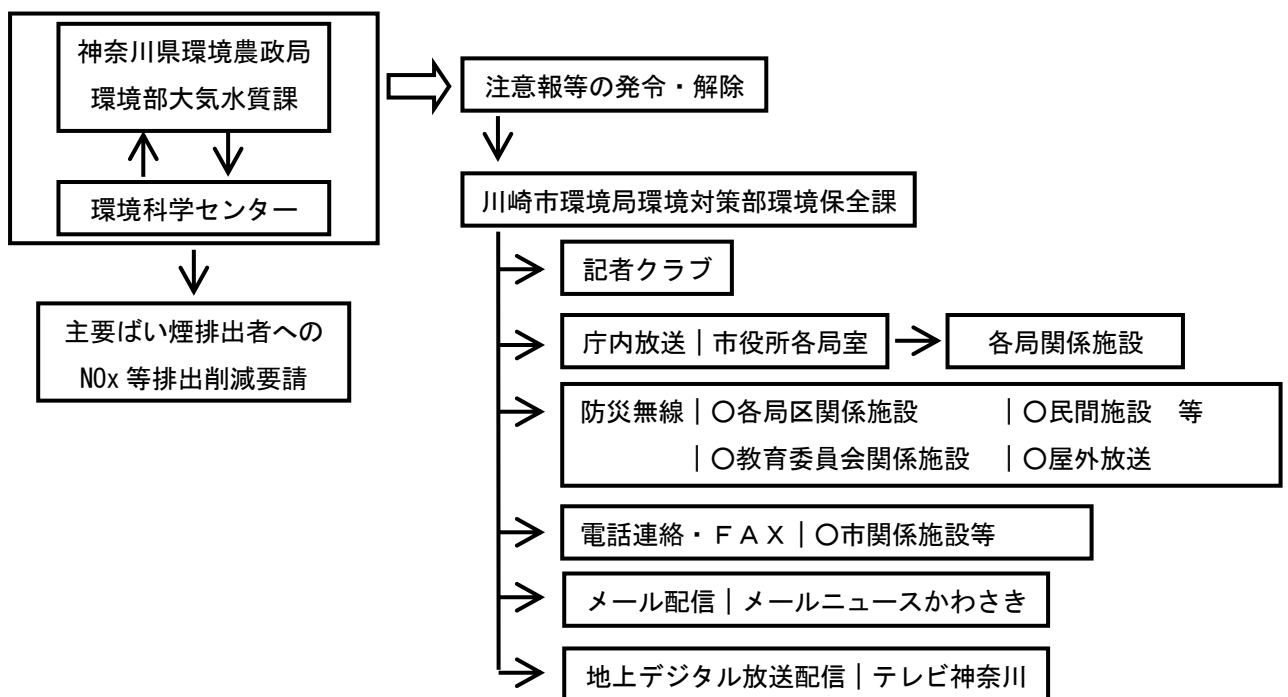 神奈川県環境農政局
環境部大気水質課
環境科学センター
主要ばい煙排出者への
NOx 等排出削減要請
注意報等の発令・解除
川崎市環境局環境対策部環境保全課
記者クラブ
庁内放送｜市役所各局室
各局関係施設
防災無線｜〇各局区関係施設　｜〇民間施設　等
｜〇教育委員会関係施設　｜〇屋外放送
電話連絡・ＦＡＸ｜〇市関係施設等
メール配信｜メールニュースかわさき
地上デジタル放送配信｜テレビ神奈川